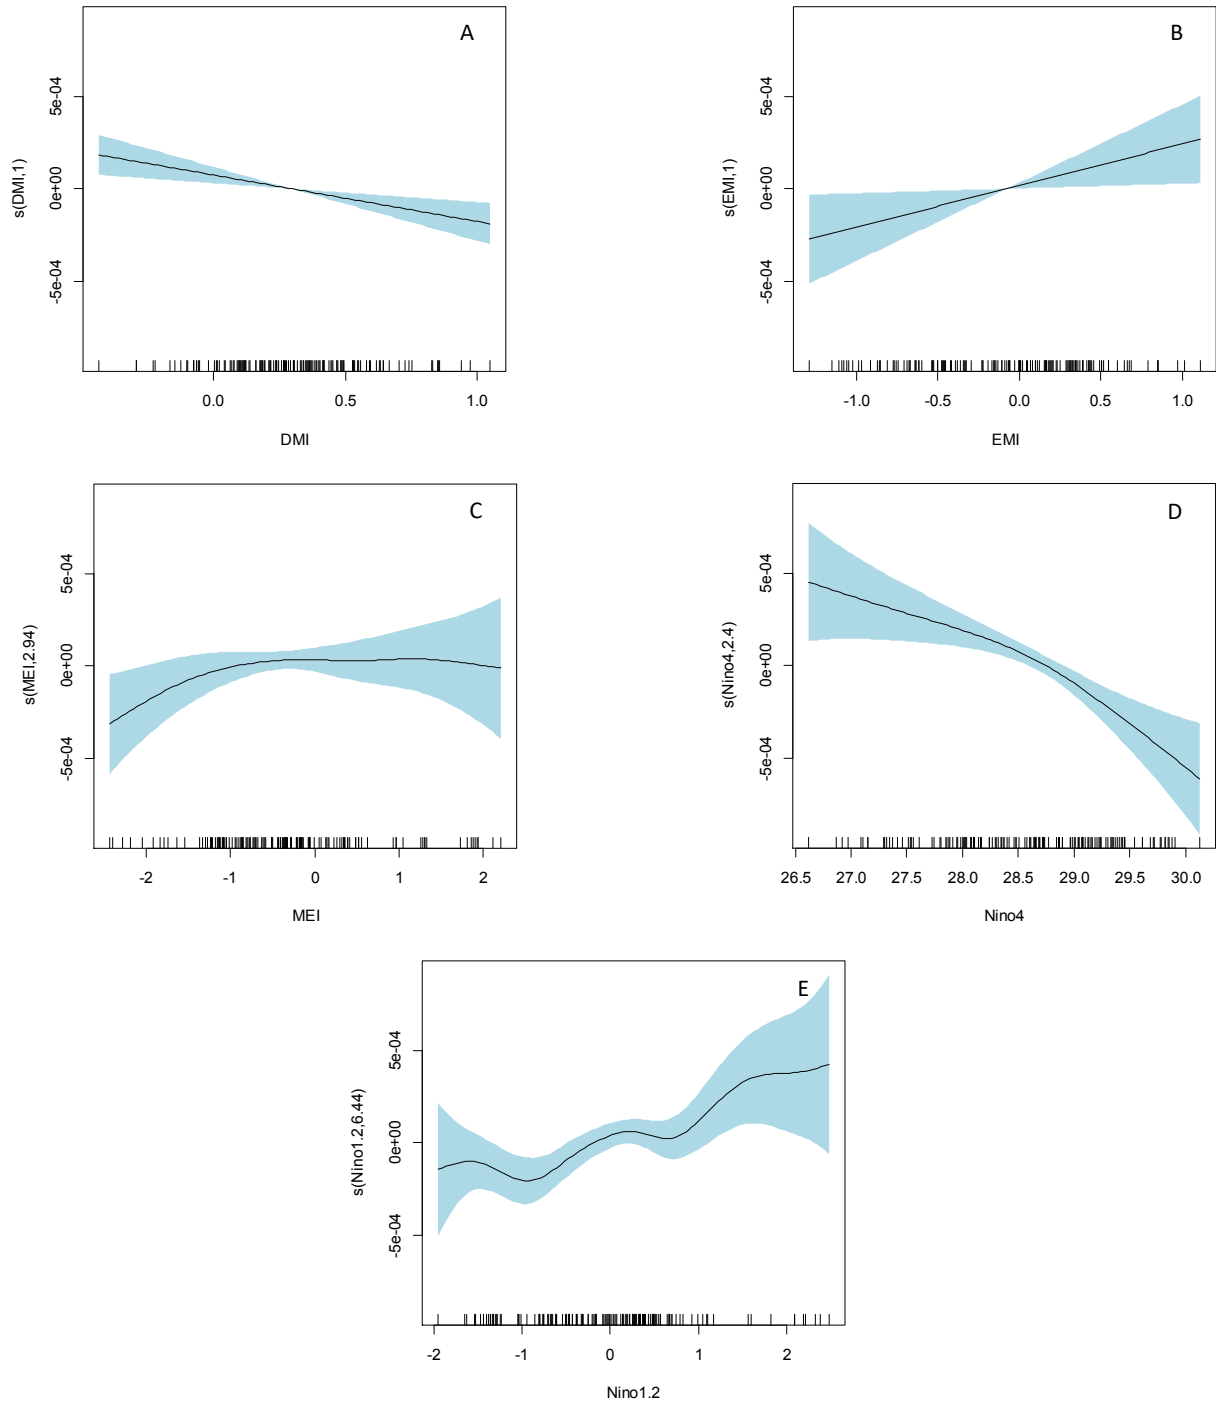 A
s(DMI,1)
5e-04
0e+00
-5e-04
0.0 0.5 1.0
DMI
B
s(EMI,1)
5e-04
0e+00
-5e-04
-1.0 -0.5 0.0 0.5 1.0
EMI
C
s(MEI,2.94)
5e-04
0e+00
-5e-04
-2 -1 0 1 2
MEI
D
s(Nino4,2.4)
5e-04
0e+00
-5e-04
26.5 27.0 27.5 28.0 28.5 29.0 29.5 30.0
Nino4
E
s(Nino1.2,6.44)
5e-04
0e+00
-5e-04
-2 -1 0 1 2
Nino1.2